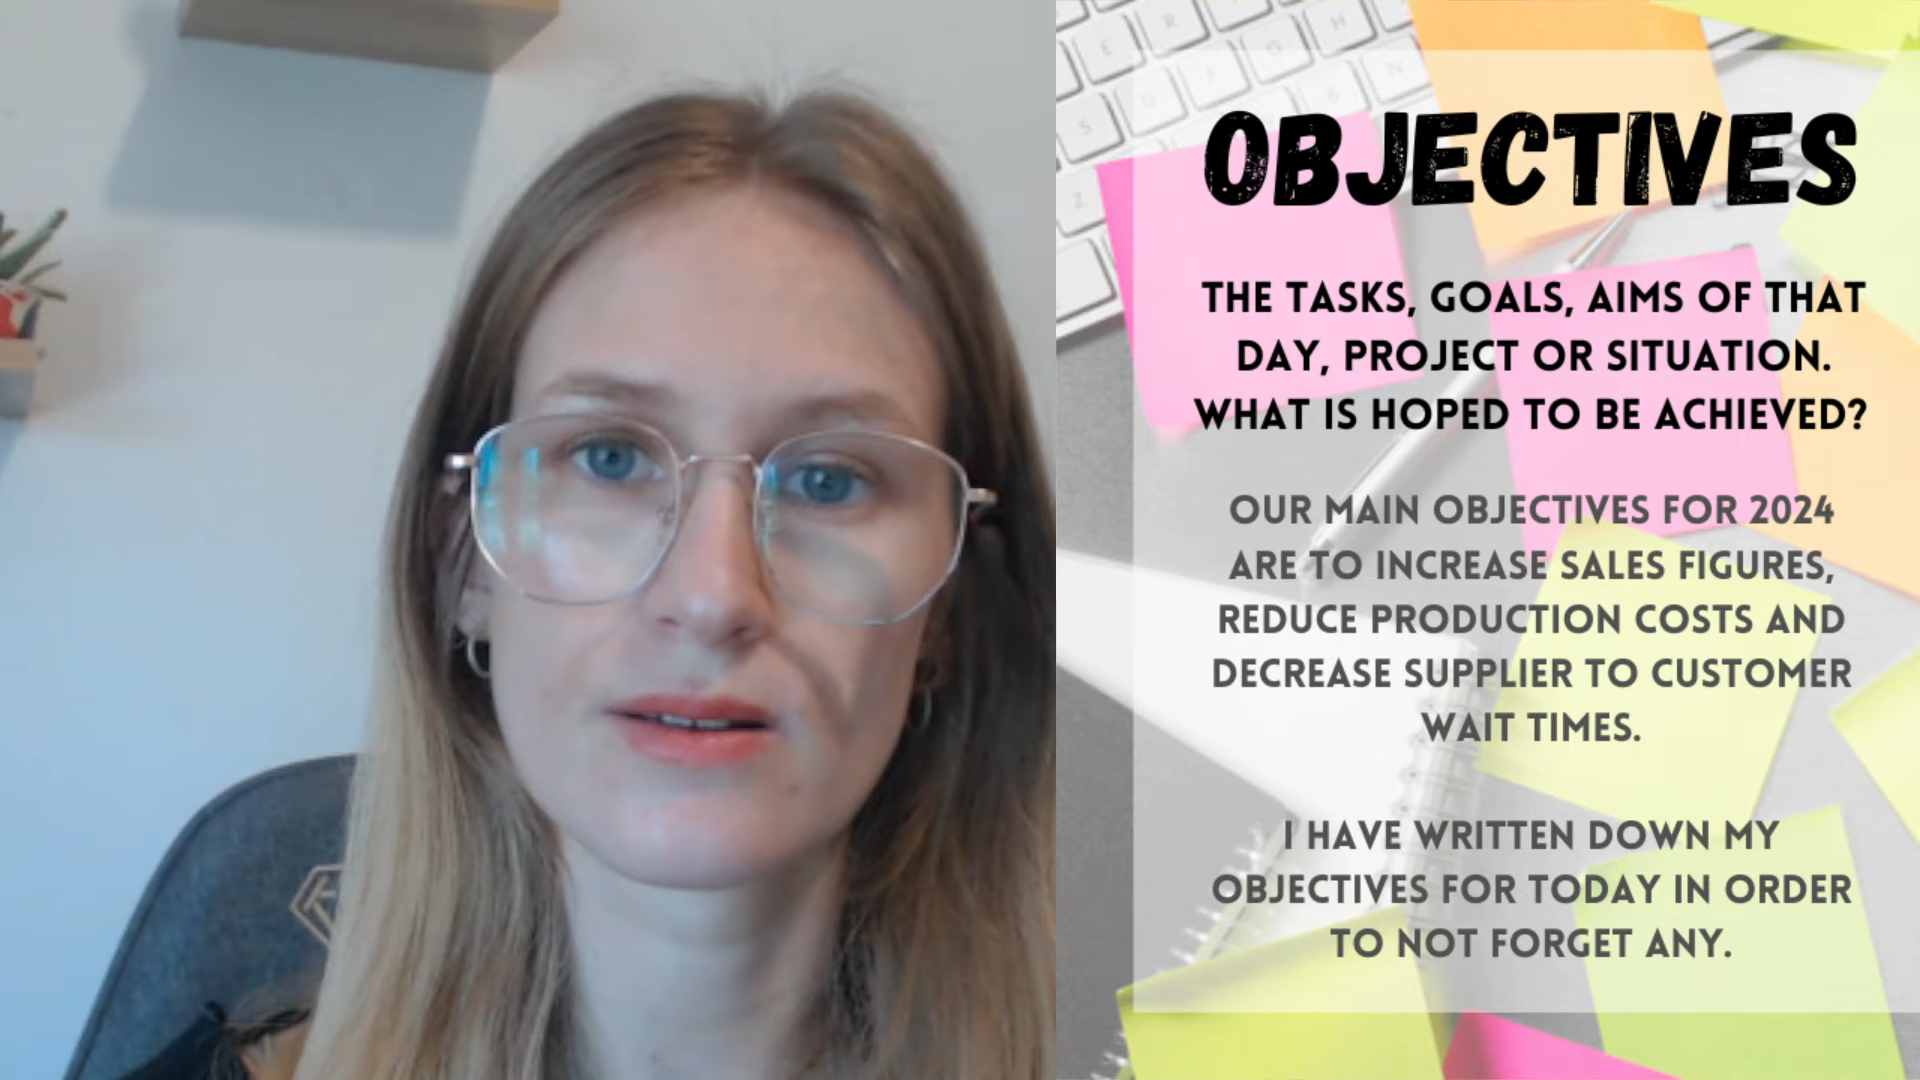 OBJECTIVES
THE TASKS, GOALS, AIMS OF THAT
DAY, PROJECT OR SITUATION.
WHAT IS HOPED TO BE ACHIEVED?
OUR MAIN OBJECTIVES FOR 2024
ARE TO INCREASE SALES FIGURES,
REDUCE PRODUCTION COSTS AND
DECREASE SUPPLIER TO CUSTOMER
WAIT TIMES.
I HAVE WRITTEN DOWN MY
OBJECTIVES FOR TODAY IN ORDER
TO NOT FORGET ANY.